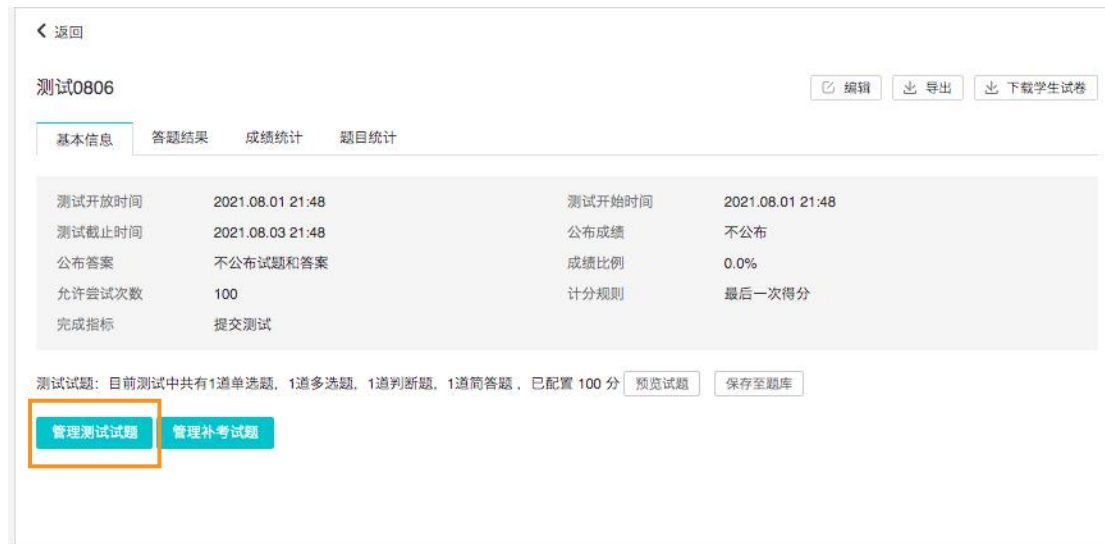 返回
测试0806
编辑 导出 下载学生试卷
基本信息 答题结果 成绩统计 题目统计
测试开放时间 2021.08.01 21:48 测试开始时间 2021.08.01 21:48
测试截止时间 2021.08.03 21:48 公布成绩 不公布
公布答案 不公布试题和答案 成绩比例 0.0%
允许尝试次数 100 计分规则 最后一次得分
完成指标 提交测试
测试试题：目前测试中共有1道单选题，1道多选题，1道判断题，1道简答题，已配置 100 分 预览试题 保存至题库
管理测试试题 管理补考试题